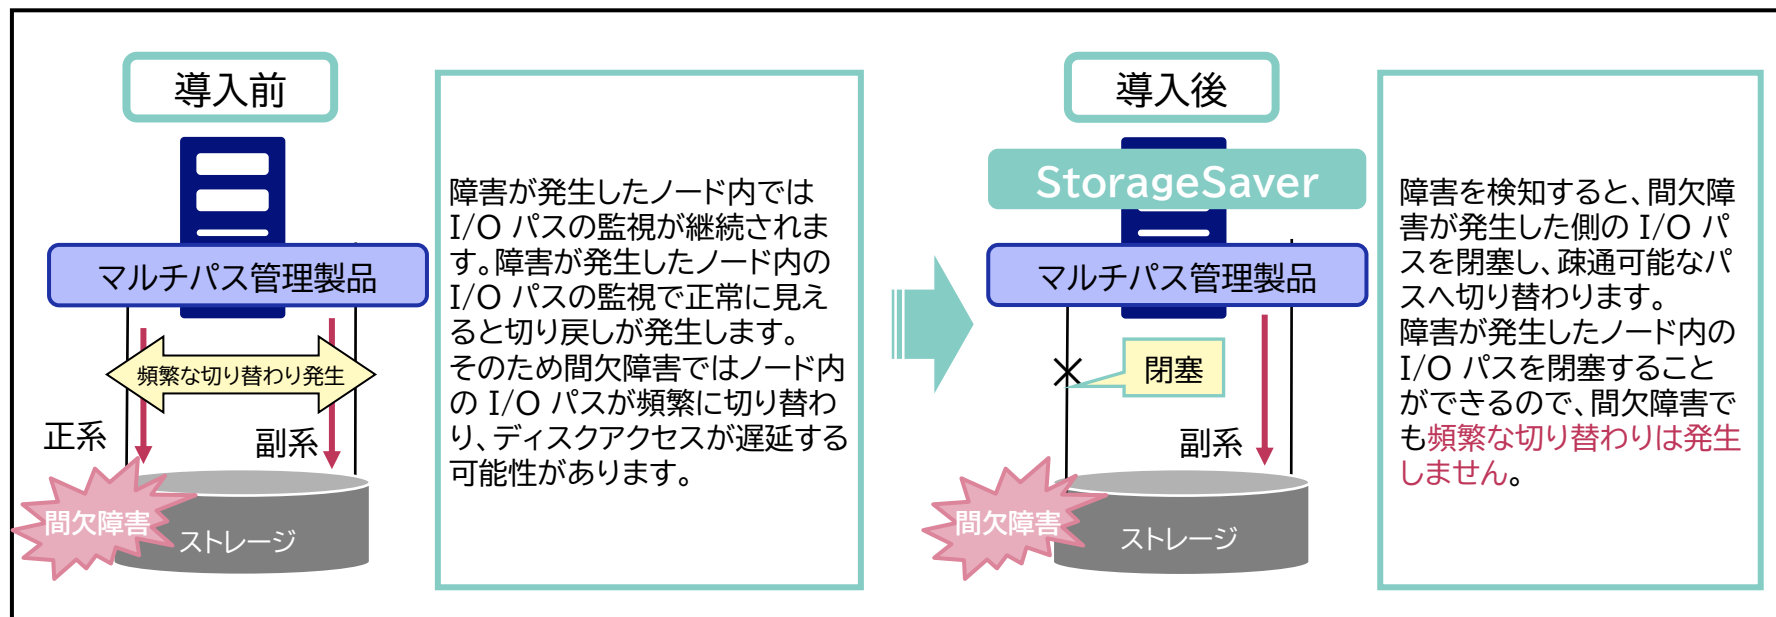 導入前
マルチパス管理製品
頻繁な切り替わり発生
正系
副系
間欠障害
ストレージ
障害が発生したノード内では
I/O パスの監視が継続されま
す。障害が発生したノード内の
I/O パスの監視で正常に見え
ると切り戻しが発生します。
そのため間欠障害ではノード内
の I/O パスが頻繁に切り替わ
り、ディスクアクセスが遅延する
可能性があります。
導入後
StorageSaver
マルチパス管理製品
閉塞
副系
間欠障害
ストレージ
障害を検知すると、間欠障
害が発生した側の I/O パ
スを閉塞し、疎通可能なパ
スへ切り替わります。
障害が発生したノード内の
I/O パスを閉塞すること
ができるので、間欠障害で
も頻繁な切り替わりは発生
しません。